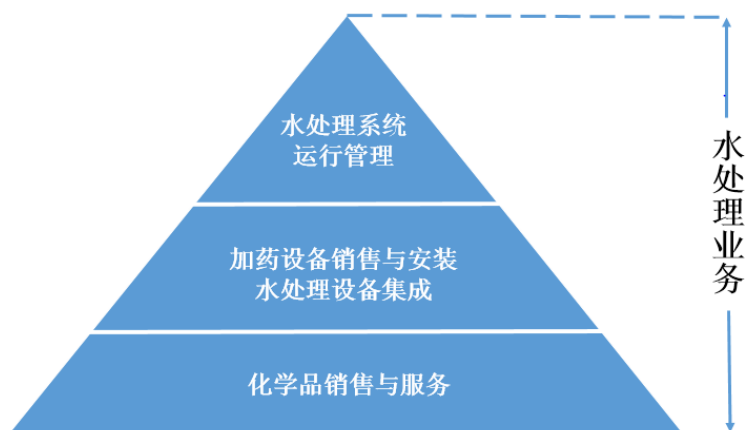 水处理系统
运行管理
加药设备销售与安装
水处理设备集成
化学品销售与服务
水处理业务